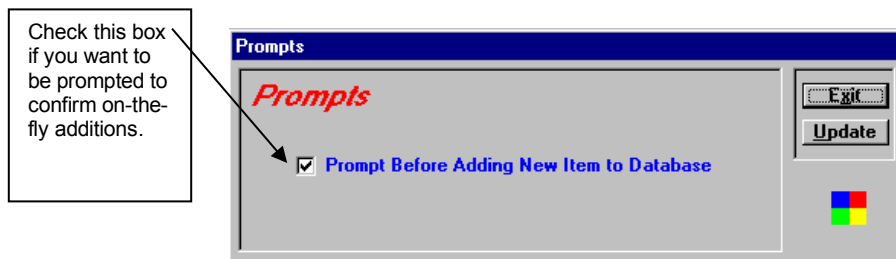 Check this box
if you want to
be prompted to
confirm on-the-
fly additions.
Prompts
Prompts
Prompt Before Adding New Item to Database
Exit
Update